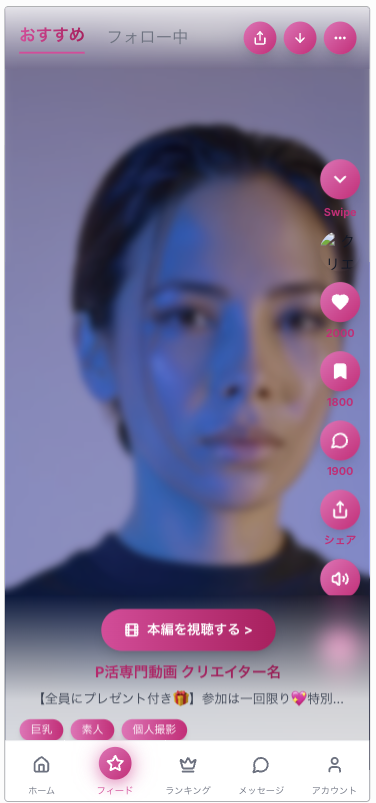 おすすめ
フォロー中
Swipe
クリエ
2000
1800
1900
シェア
本編を視聴する >
P活専門動画 クリエイター名
【全員にプレゼント付き🎁】参加は一回限り💖特別...
巨乳
素人
個人撮影
ホーム
フィード
ランキング
メッセージ
アカウント